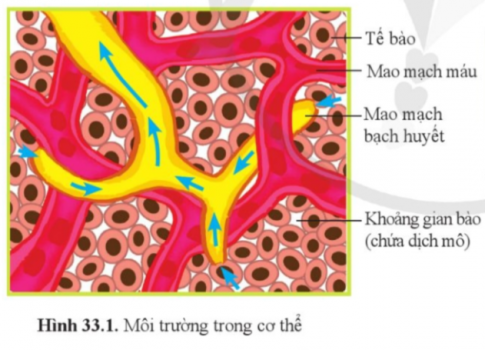 Tế bào
Mao mạch máu
Mao mạch
bạch huyết
Khoảng gian bào
(chứa dịch mô)
Hình 33.1. Môi trường trong cơ thể